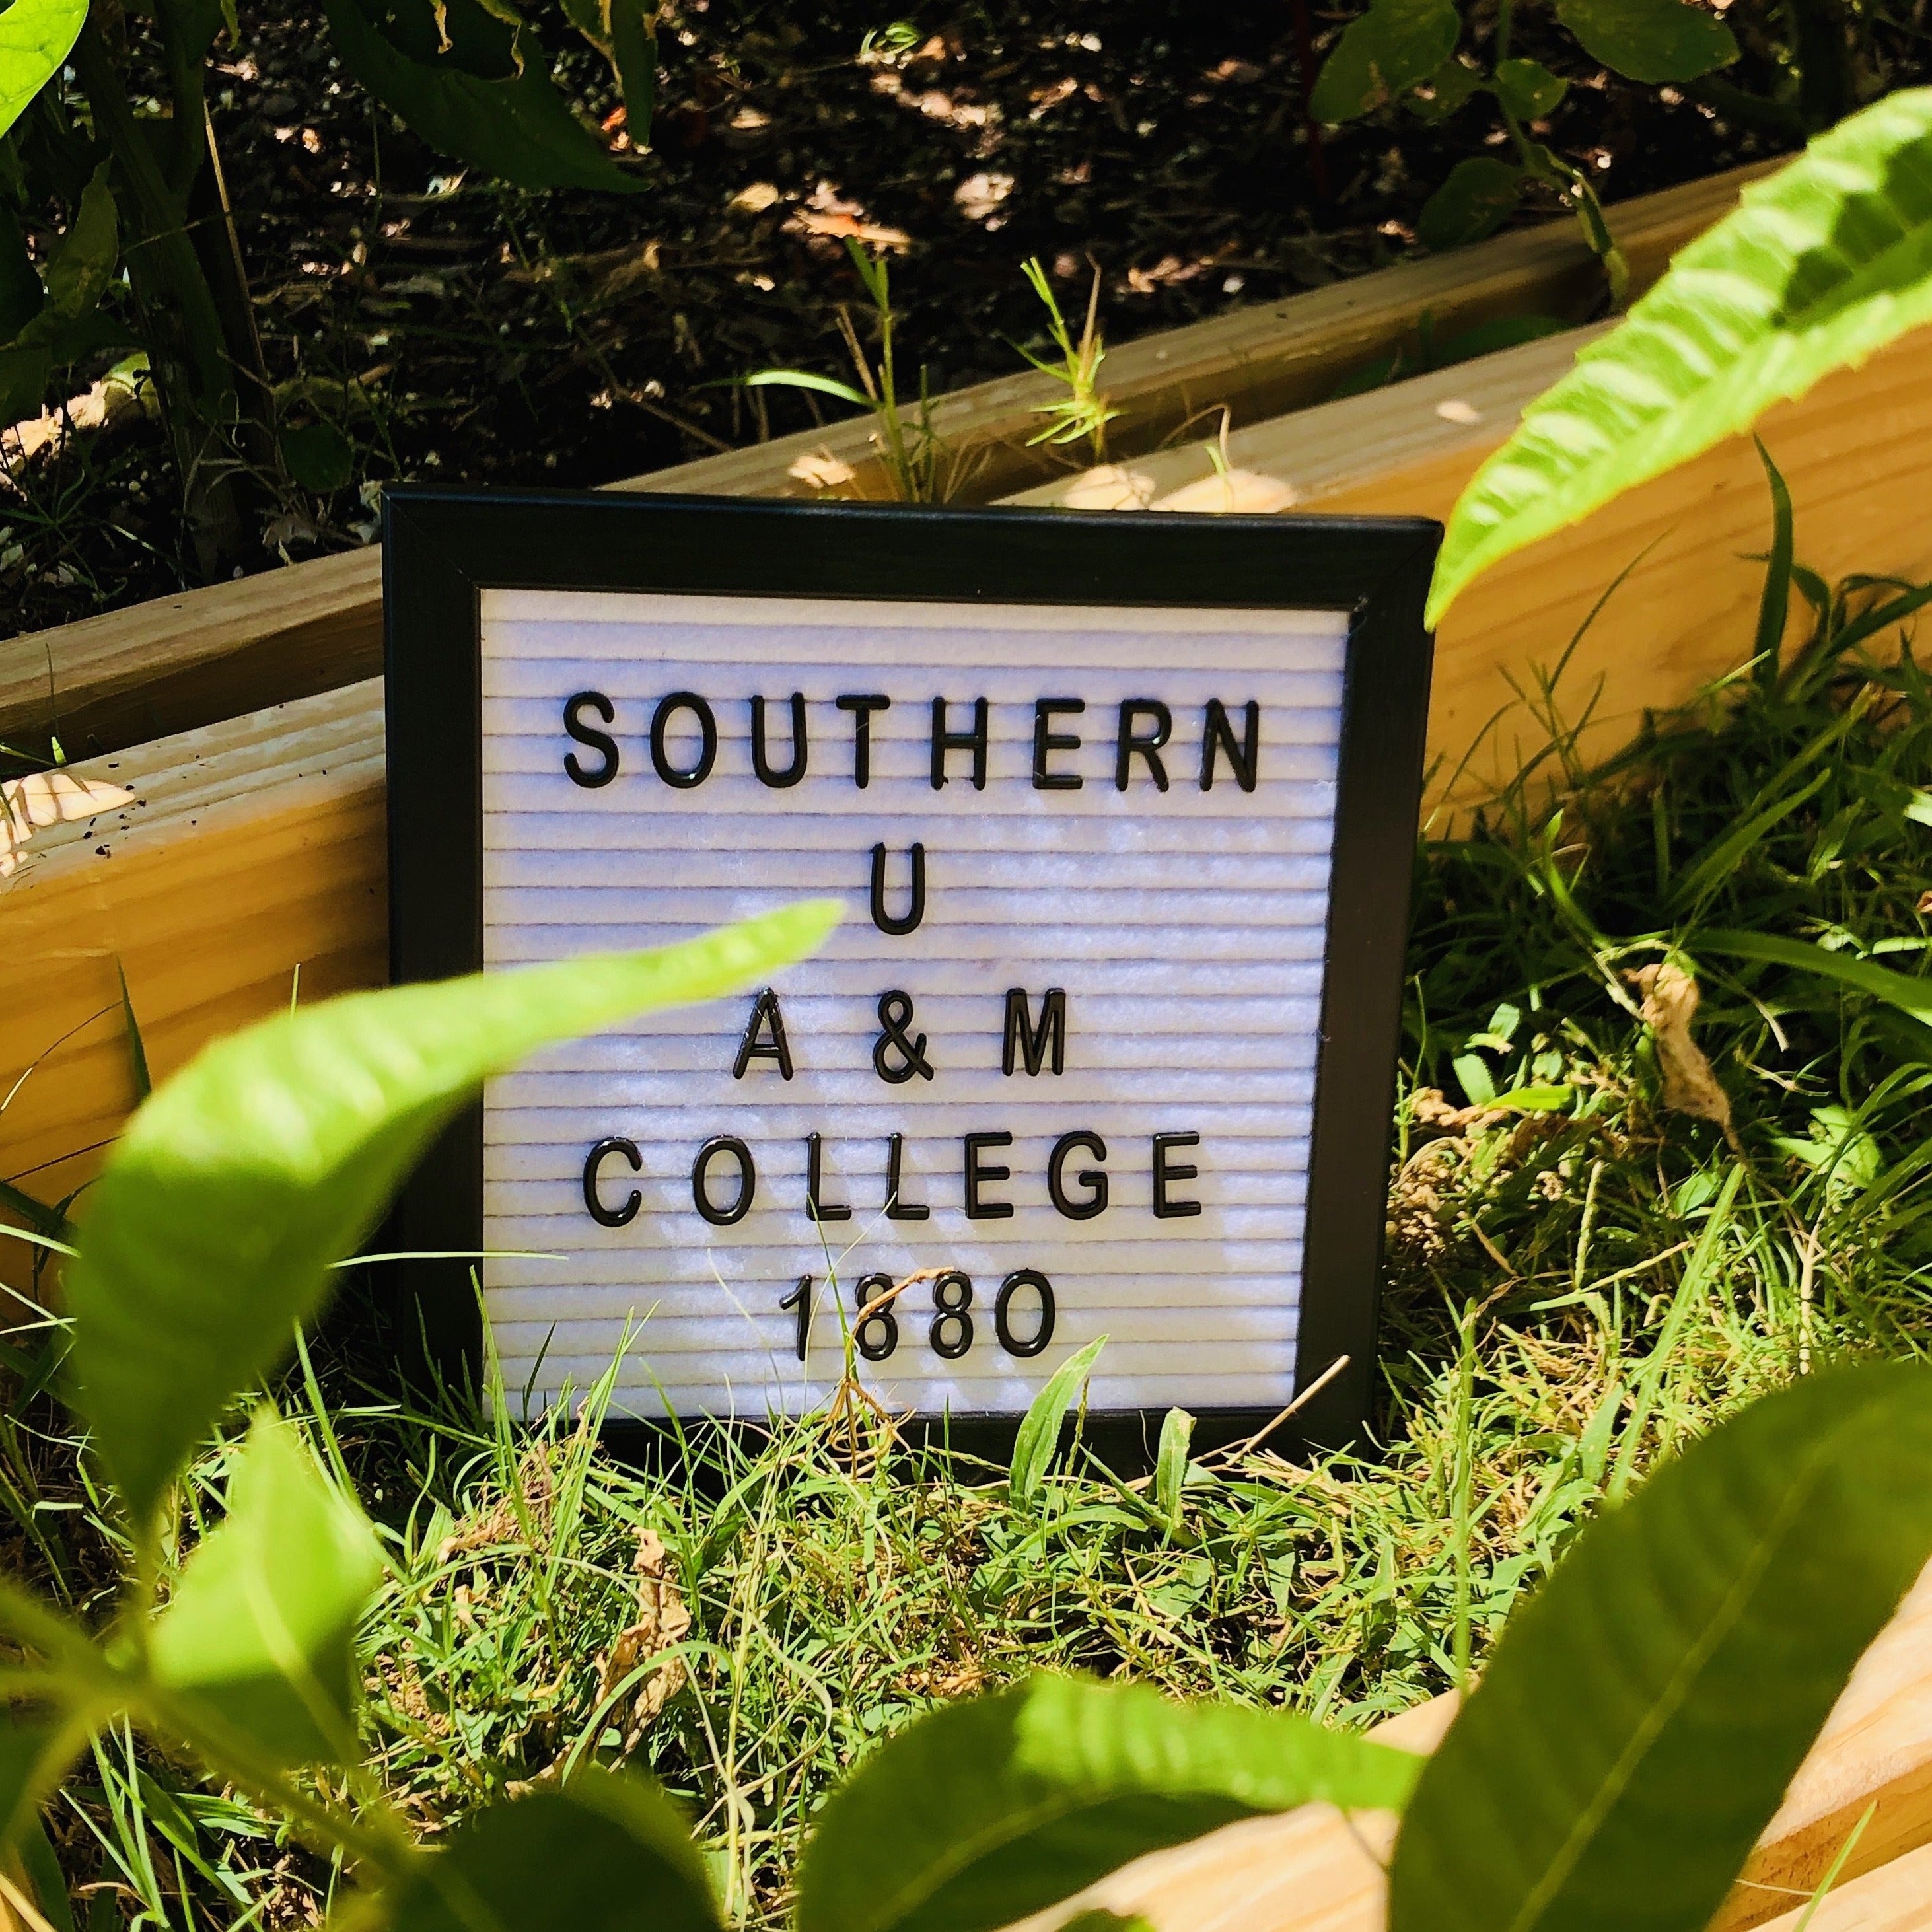 SOUTHERN
U
A & M
COLLEGE
1880